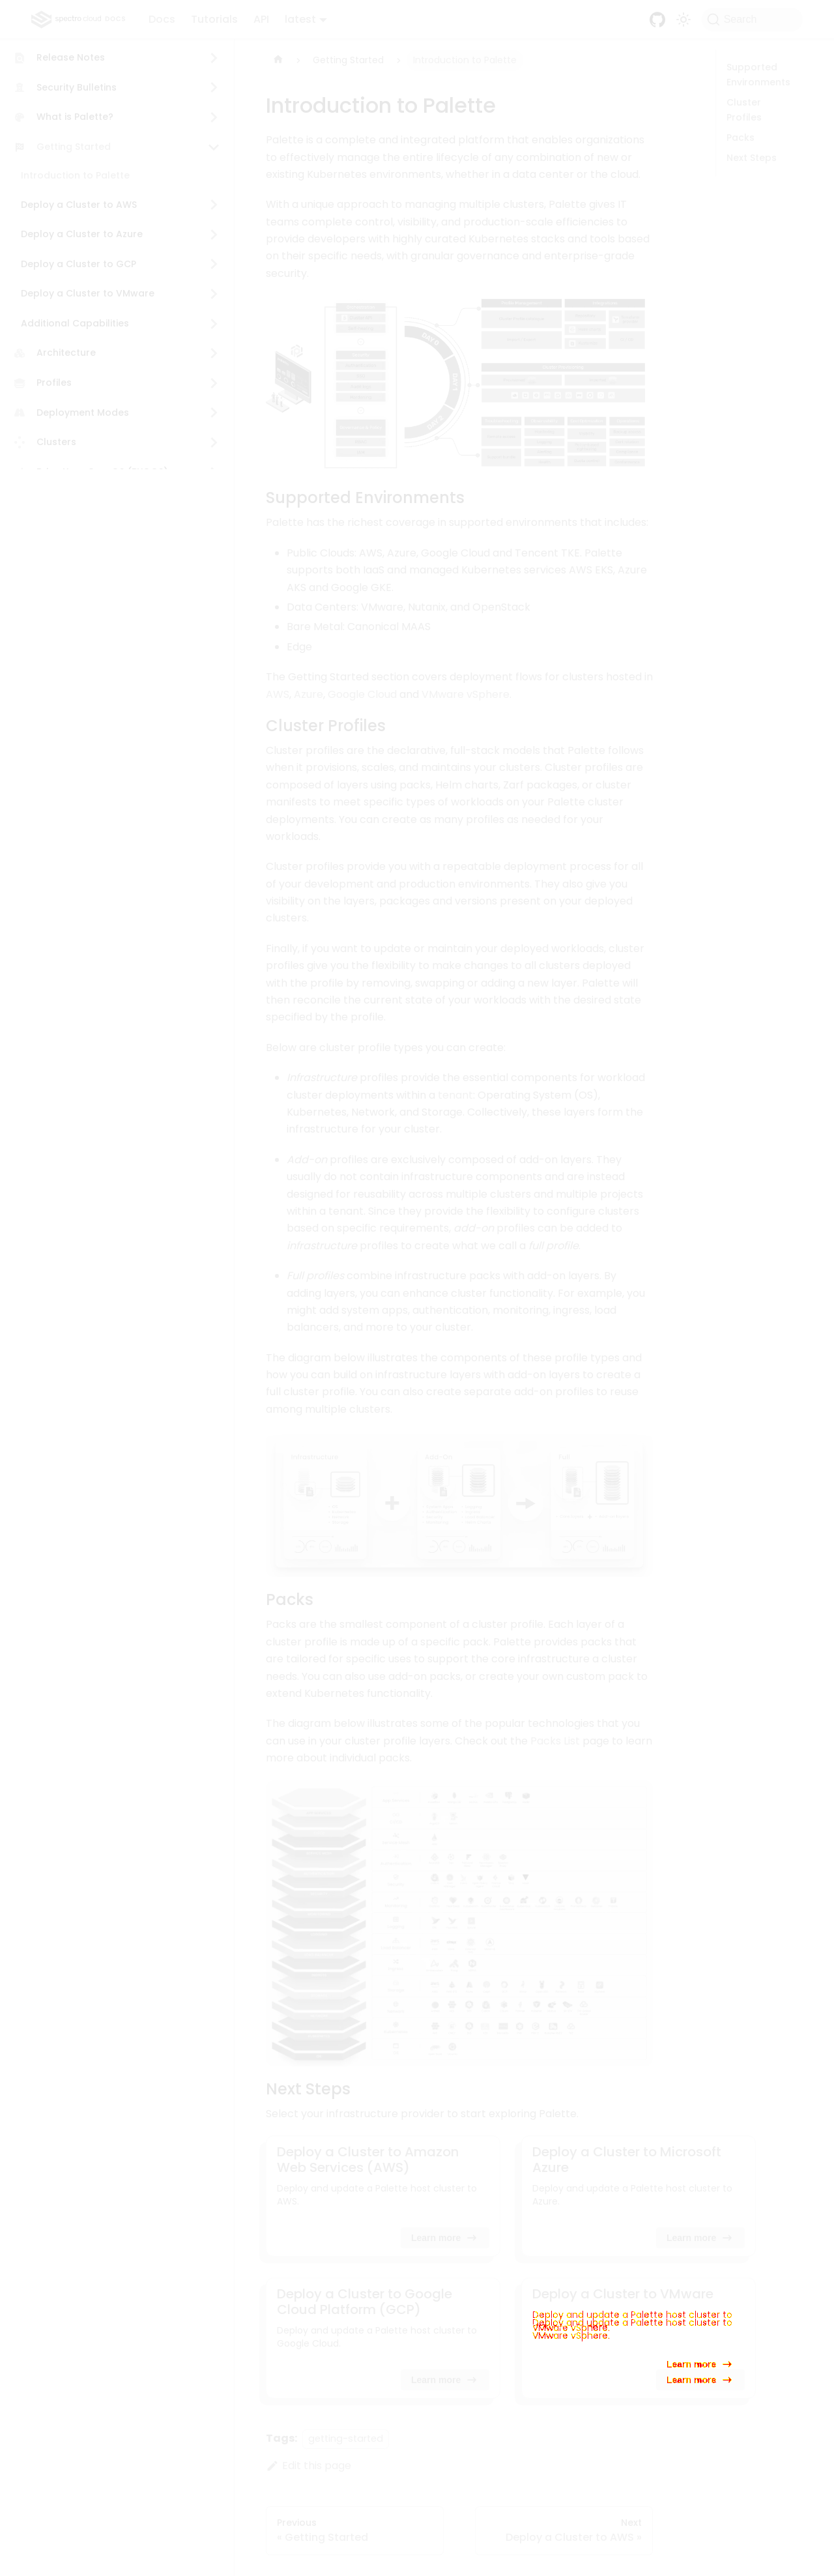 spectro cloud DOCS Docs Tutorials API latest Search
Release Notes
Security Bulletins
What is Palette?
Getting Started
Introduction to Palette
Deploy a Cluster to AWS
Deploy a Cluster to Azure
Deploy a Cluster to GCP
Deploy a Cluster to VMware
Additional Capabilities
Architecture
Profiles
Deployment Modes
Clusters
Getting Started
Introduction to Palette
Introduction to Palette
Palette is a complete and integrated platform that enables organizations
to effectively manage the entire lifecycle of any combination of new or
existing Kubernetes environments, whether in a data center or the cloud.
With a unique approach to managing multiple clusters, Palette gives IT
teams complete control, visibility, and production-scale efficiencies to
provide developers with highly curated Kubernetes stacks and tools based
on their specific needs, with granular governance and enterprise-grade
security.
Supported Environments
Palette has the richest coverage in supported environments that includes:
Public Clouds: AWS, Azure, Google Cloud and Tencent TKE. Palette
supports both IaaS and managed Kubernetes services AWS EKS, Azure
AKS and Google GKE.
Data Centers: VMware, Nutanix, and OpenStack
Bare Metal: Canonical MAAS
Edge
The Getting Started section covers deployment flows for clusters hosted in
AWS, Azure, Google Cloud and VMware vSphere.
Cluster Profiles
Cluster profiles are the declarative, full-stack models that Palette follows
when it provisions, scales, and maintains your clusters. Cluster profiles are
composed of layers using packs, Helm charts, Zarf packages, or cluster
manifests to meet specific types of workloads on your Palette cluster
deployments. You can create as many profiles as needed for your
workloads.
Cluster profiles provide you with a repeatable deployment process for all
of your development and production environments. They also give you
visibility on the layers, packages and versions present on your deployed
clusters.
Finally, if you want to update or maintain your deployed workloads, cluster
profiles give you the flexibility to make changes to all clusters deployed
with the profile by removing, swapping or adding a new layer. Palette will
then reconcile the current state of your workloads with the desired state
specified by the profile.
Below are cluster profile types you can create:
Infrastructure profiles provide the essential components for workload
cluster deployments within a tenant: Operating System (OS),
Kubernetes, Network, and Storage. Collectively, these layers form the
infrastructure for your cluster.
Add-on profiles are exclusively composed of add-on layers. They
usually do not contain infrastructure components and are instead
designed for reusability across multiple clusters and multiple projects
within a tenant. Since they provide the flexibility to configure clusters
based on specific requirements, add-on profiles can be added to
infrastructure profiles to create what we call a full profile.
Full profiles combine infrastructure packs with add-on layers. By
adding layers, you can enhance cluster functionality. For example, you
might add system apps, authentication, monitoring, ingress, load
balancers, and more to your cluster.
The diagram below illustrates the components of these profile types and
how you can build on infrastructure layers with add-on layers to create a
full cluster profile. You can also create separate add-on profiles to reuse
among multiple clusters.
Packs
Packs are the smallest component of a cluster profile. Each layer of a
cluster profile is made up of a specific pack. Palette provides packs that
are tailored for specific uses to support the core infrastructure a cluster
needs. You can also use add-on packs, or create your own custom pack to
extend Kubernetes functionality.
The diagram below illustrates some of the popular technologies that you
can use in your cluster profile layers. Check out the Packs List page to learn
more about individual packs.
Next Steps
Select your infrastructure provider to start exploring Palette.
Deploy a Cluster to Amazon
Web Services (AWS)
Deploy and update a Palette host cluster to
AWS.
Learn more
Deploy a Cluster to Microsoft
Azure
Deploy and update a Palette host cluster to
Azure.
Learn more
Deploy a Cluster to Google
Cloud Platform (GCP)
Deploy and update a Palette host cluster to
Google Cloud.
Learn more
Deploy a Cluster to VMware
Deploy and update a Palette host cluster to
Deploy and update a Palette host cluster to
VMware vSphere.
VMware vSphere.
Learn more
Learn more
Tags: getting-started
Edit this page
Previous
« Getting Started
Next
Deploy a Cluster to AWS »
Supported
Environments
Cluster
Profiles
Packs
Next Steps